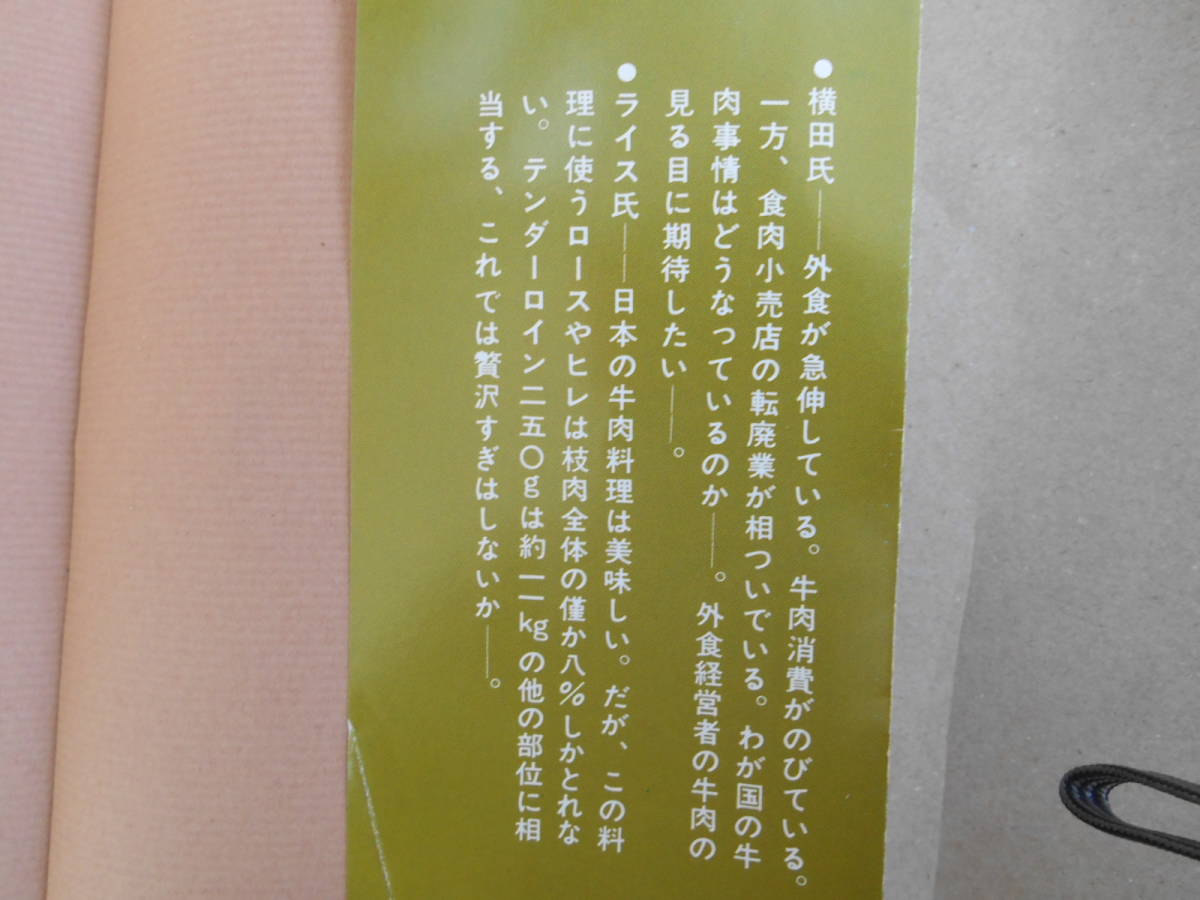 ●横田氏――外食が急伸している。牛肉消費がのびている。
一方、食肉小売店の転廃業が相ついでいる。わが国の牛
肉事情はどうなっているのか――。外食経営者の牛肉の
見る目に期待したい――。
●ライス氏――日本の牛肉料理は美味しい。だが、この料
理に使うロースやヒレは枝肉全体の僅か八%しかとれな
い。テンダーロイン二五〇gは約一一kgの他の部位に相
当する、これでは贅沢すぎはしないか――。